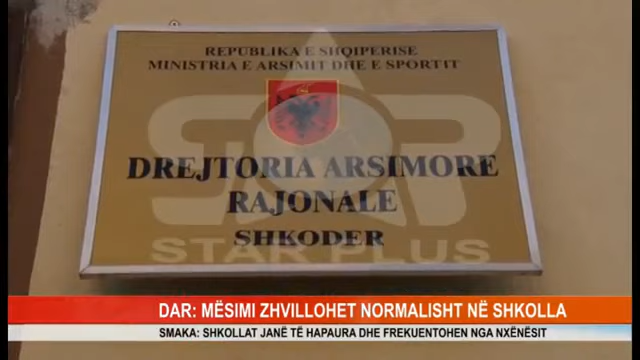 REPUBLIKA E SHQIPERISE
MINISTRIA E ARSIMIT DHE E SPORTIT
DREJTORIA ARSIMORE
RAJONALE
SHKODER
STAR PLUS
DAR: MËSIMI ZHVILLOHET NORMALISHT NË SHKOLLA
SMAKA: SHKOLLAT JANË TË HAPAURA DHE FREKUENTOHEN NGA NXËNËSIT